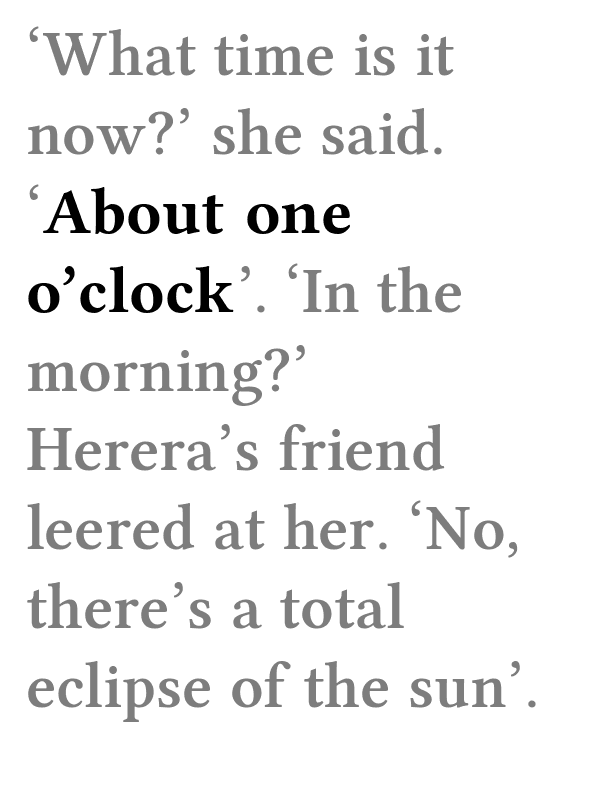 ‘What time is it
now?’ she said.
‘About one
o’clock’. ‘In the
morning?’
Herera’s friend
leered at her. ‘No,
there’s a total
eclipse of the sun’.